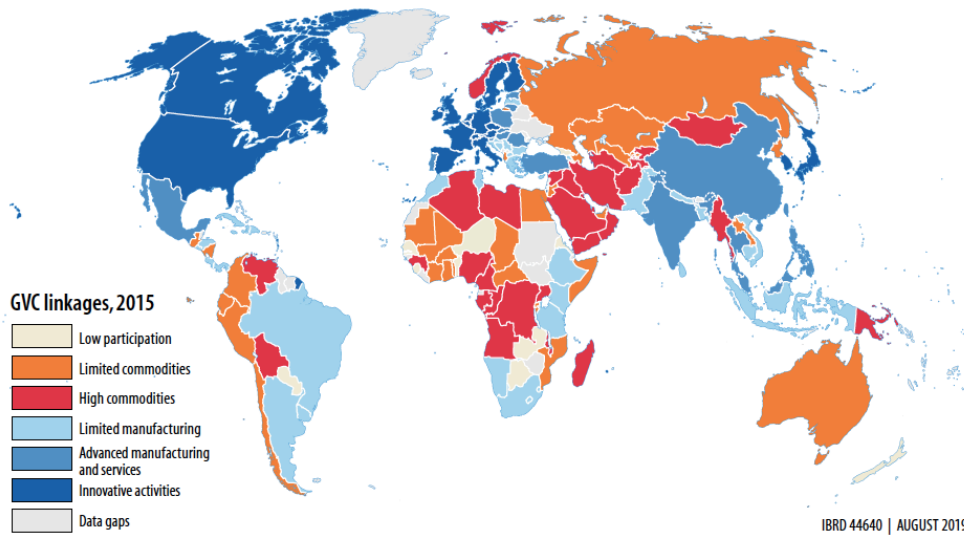 GVC linkages, 2015
Low participation
Limited commodities
High commodities
Limited manufacturing
Advanced manufacturing
and services
Innovative activities
Data gaps
IBRD 44640 | AUGUST 2019